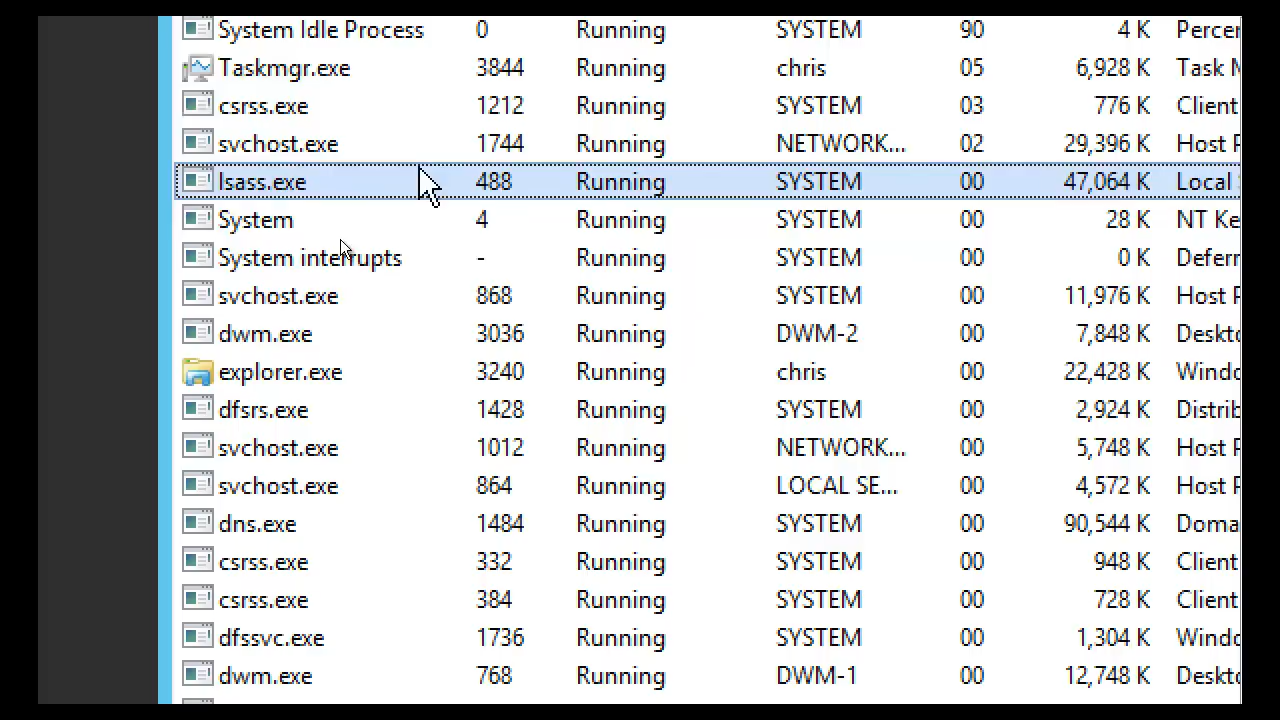 System Idle Process 0 Running SYSTEM 90 4 K Percen
Taskmgr.exe 3844 Running chris 05 6,928 K Task M
csrss.exe 1212 Running SYSTEM 03 776 K Client
svchost.exe 1744 Running NETWORK... 02 29,396 K Host P
lsass.exe 488 Running SYSTEM 00 47,064 K Local
System 4 Running SYSTEM 00 28 K NT Ke
System interrupts - Running SYSTEM 00 0 K Deferr
svchost.exe 868 Running SYSTEM 00 11,976 K Host P
dwm.exe 3036 Running DWM-2 00 7,848 K Deskto
explorer.exe 3240 Running chris 00 22,428 K Windo
dfsrs.exe 1428 Running SYSTEM 00 2,924 K Distrib
svchost.exe 1012 Running NETWORK... 00 5,748 K Host P
svchost.exe 864 Running LOCAL SE... 00 4,572 K Host P
dns.exe 1484 Running SYSTEM 00 90,544 K Doma
csrss.exe 332 Running SYSTEM 00 948 K Client
csrss.exe 384 Running SYSTEM 00 728 K Client
dfssvc.exe 1736 Running SYSTEM 00 1,304 K Windo
dwm.exe 768 Running DWM-1 00 12,748 K Deskto